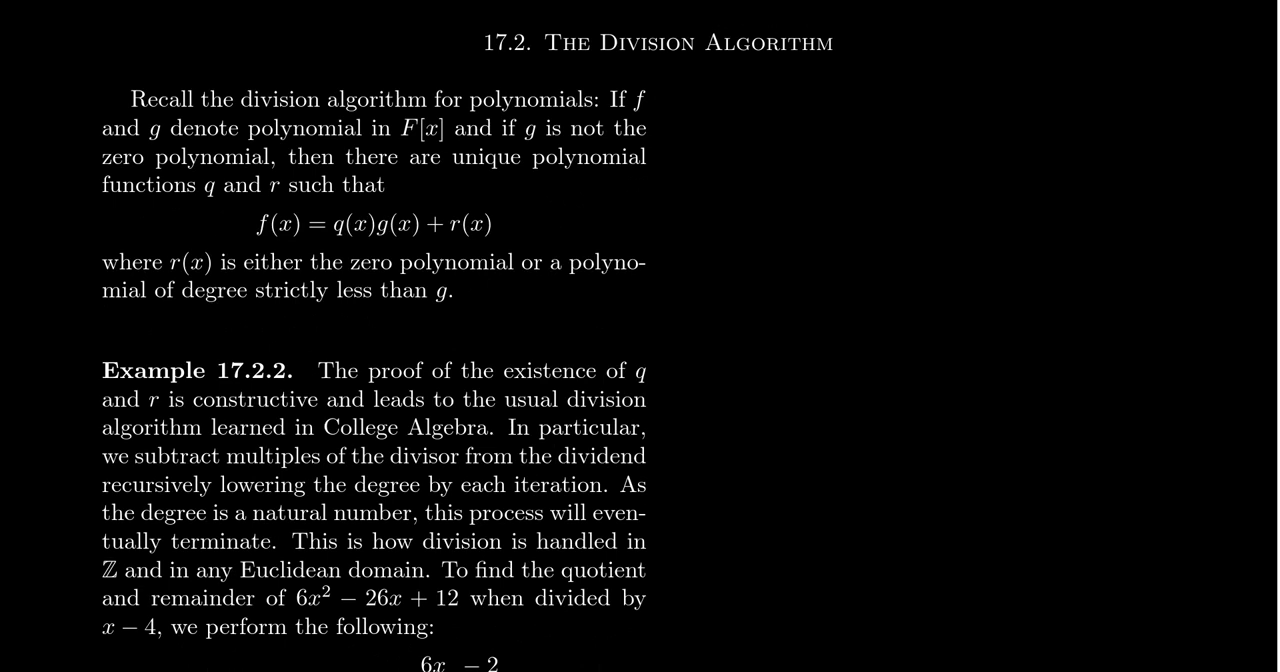 17.2. The Division Algorithm
Recall the division algorithm for polynomials: If f
and g denote polynomial in F[x] and if g is not the
zero polynomial, then there are unique polynomial
functions q and r such that
f(x) = q(x)g(x) + r(x)
where r(x) is either the zero polynomial or a polyno-
mial of degree strictly less than g.
Example 17.2.2. The proof of the existence of q
and r is constructive and leads to the usual division
algorithm learned in College Algebra. In particular,
we subtract multiples of the divisor from the dividend
recursively lowering the degree by each iteration. As
the degree is a natural number, this process will even-
tually terminate. This is how division is handled in
ℤ and in any Euclidean domain. To find the quotient
and remainder of 6x² − 26x + 12 when divided by
x − 4, we perform the following:
6x − 2